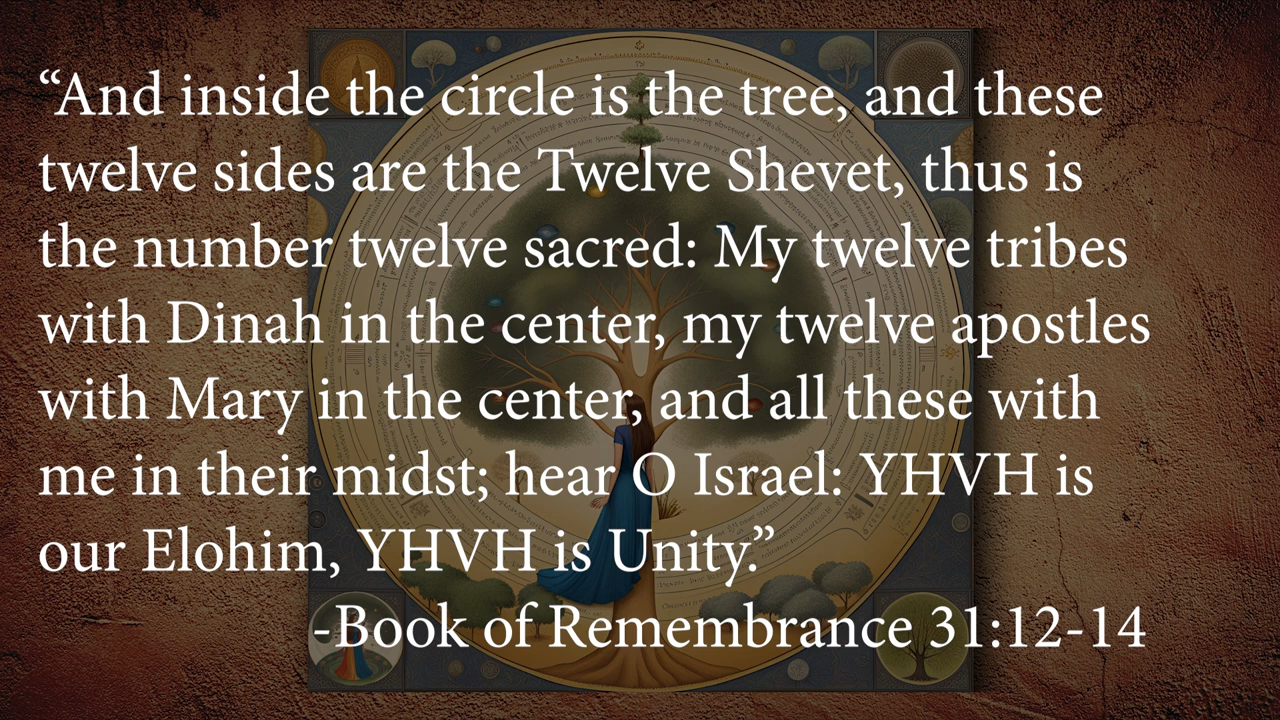 “And inside the circle is the tree, and these
twelve sides are the Twelve Shevet, thus is
the number twelve sacred: My twelve tribes
with Dinah in the center, my twelve apostles
with Mary in the center, and all these with
me in their midst; hear O Israel: YHVH is
our Elohim, YHVH is Unity.”
-Book of Remembrance 31:12-14